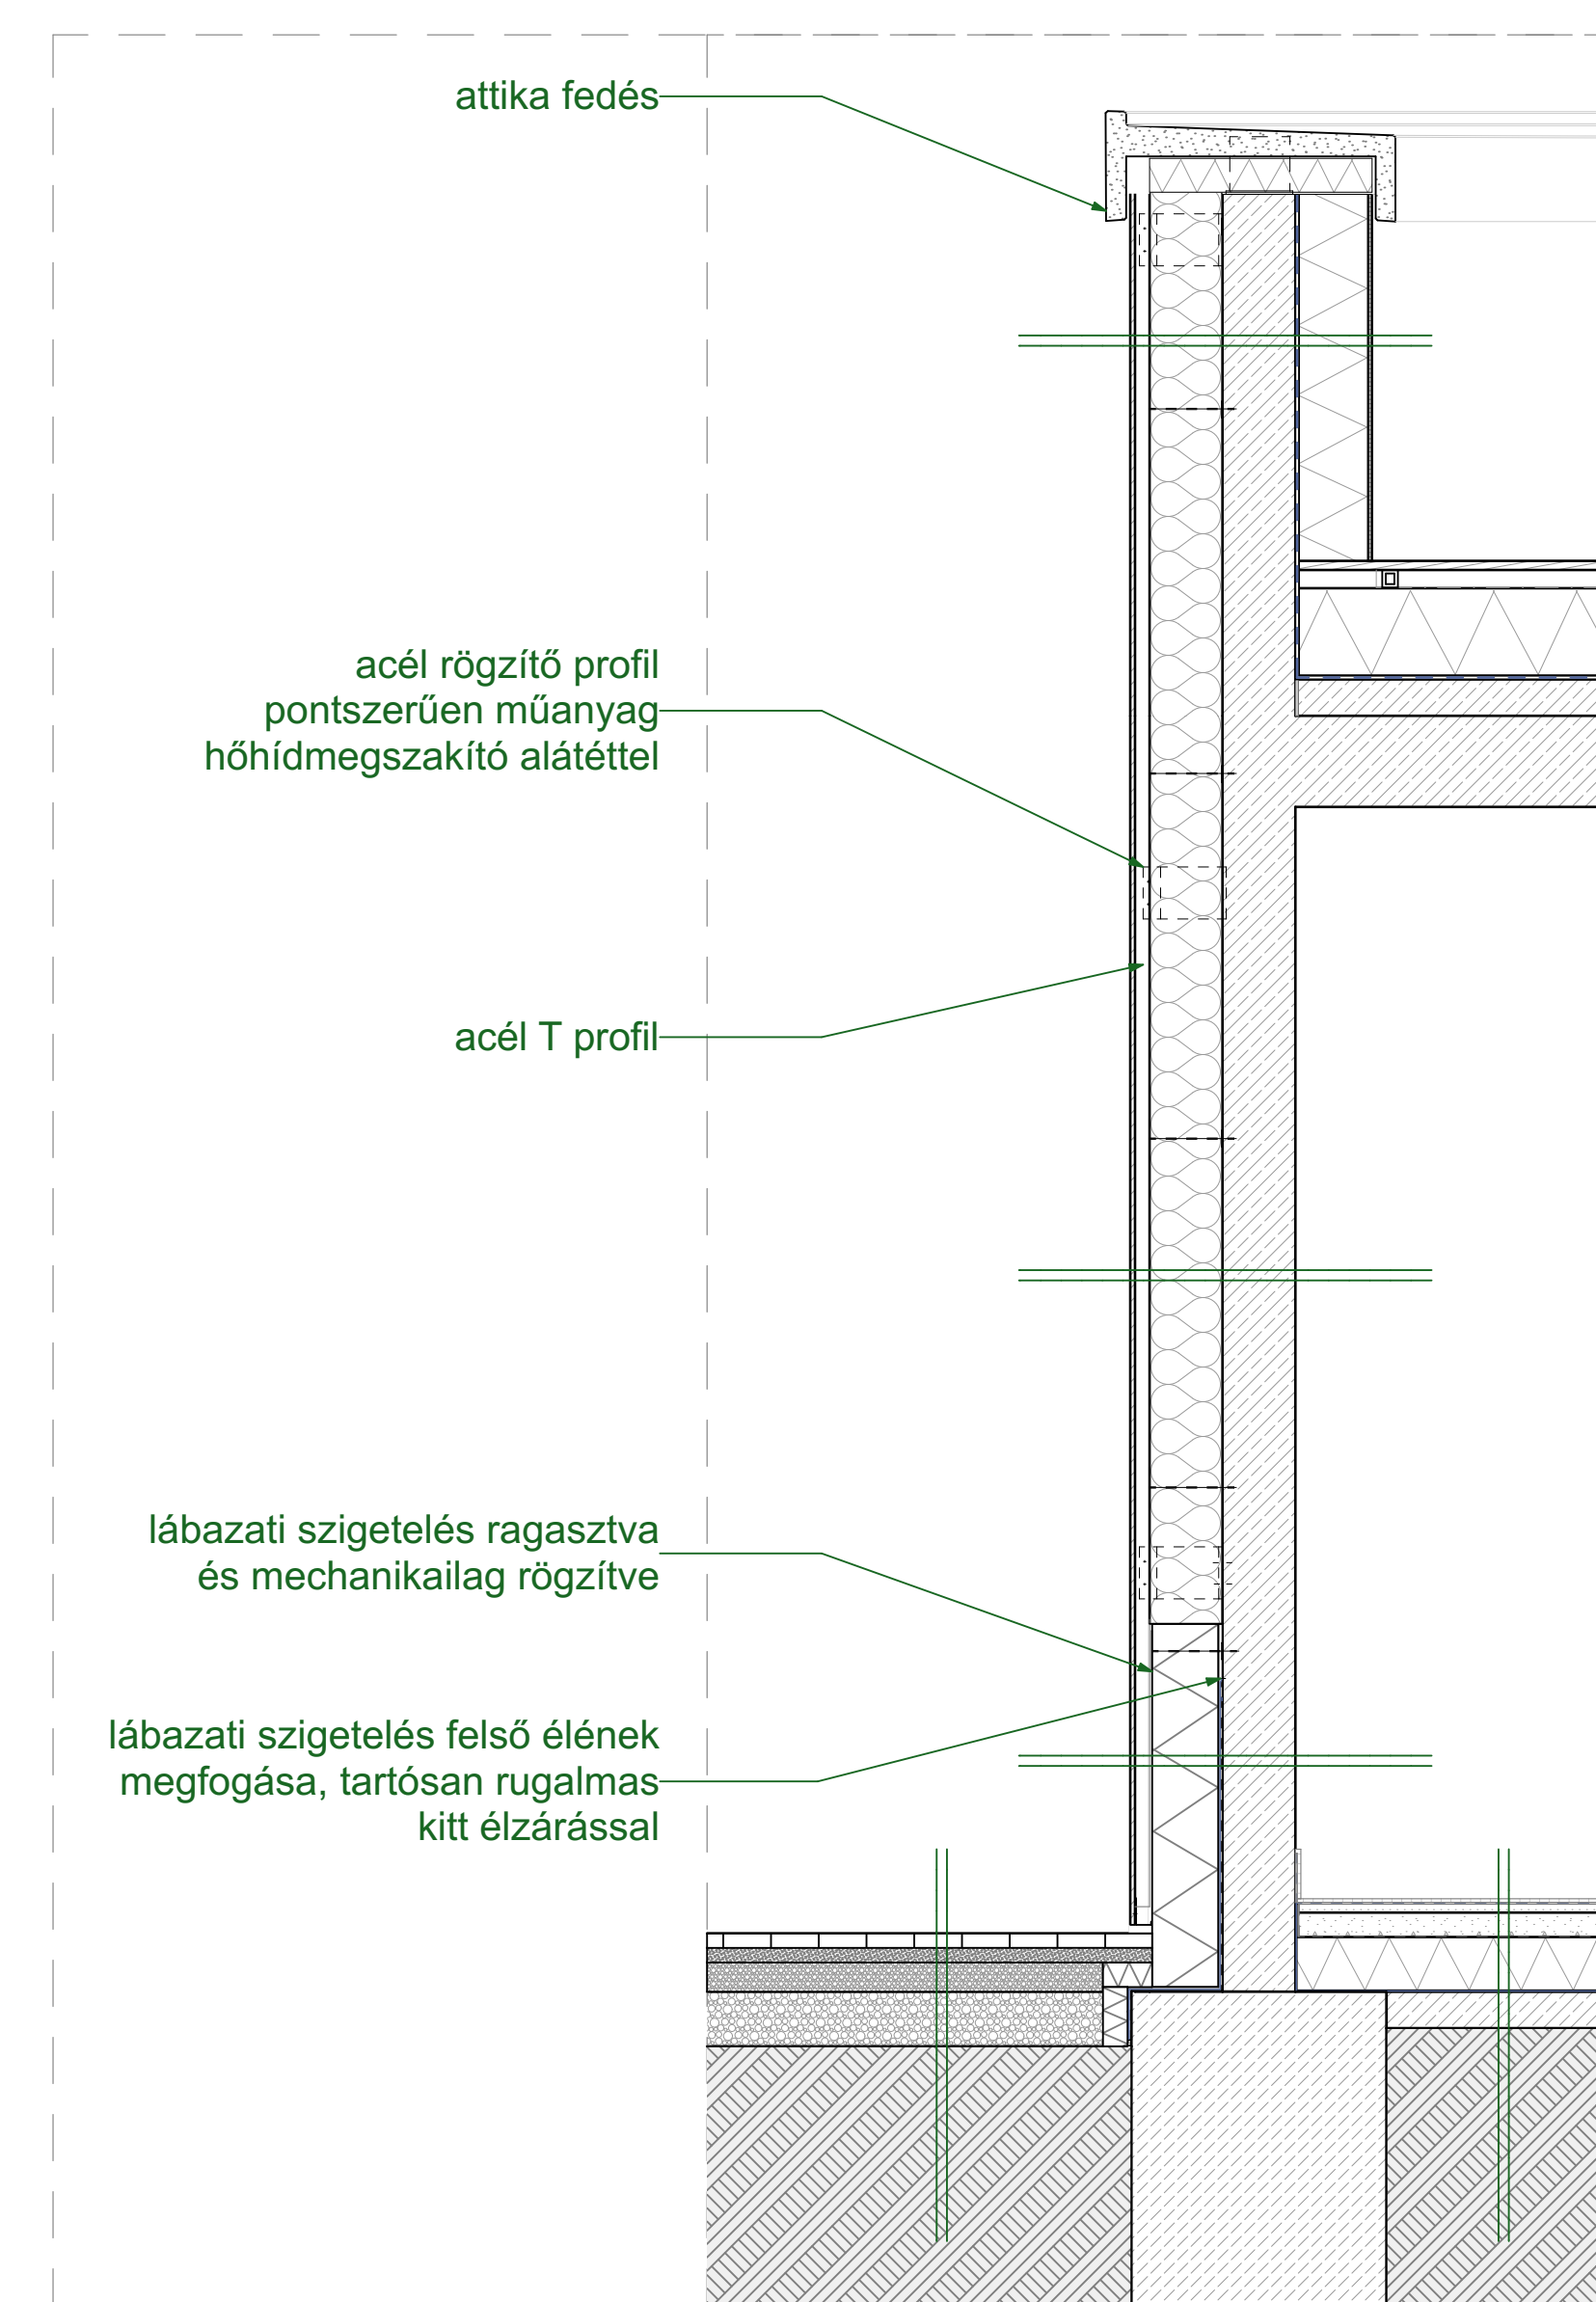 attika fedés
acél rögzítő profil
pontszerűen műanyag
hőhídmegszakító alátéttel
acél T profil
lábazati szigetelés ragasztva
és mechanikailag rögzítve
lábazati szigetelés felső élének
megfogása, tartósan rugalmas
kitt élzárással